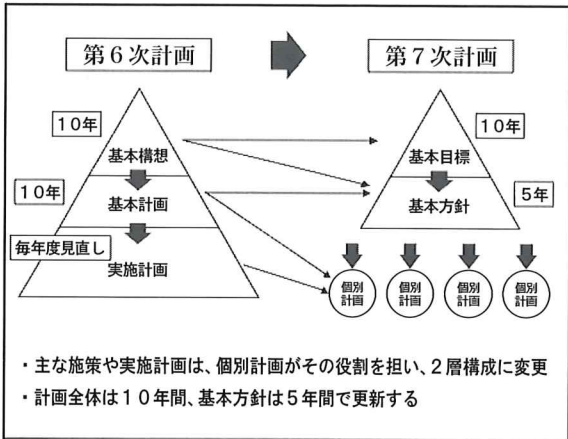 第6次計画
第7次計画
10年
基本構想
10年
基本計画
毎年度見直し
実施計画
10年
基本目標
5年
基本方針
個別
計画
個別
計画
個別
計画
個別
計画
・主な施策や実施計画は、個別計画がその役割を担い、2層構成に変更
・計画全体は10年間、基本方針は5年間で更新する